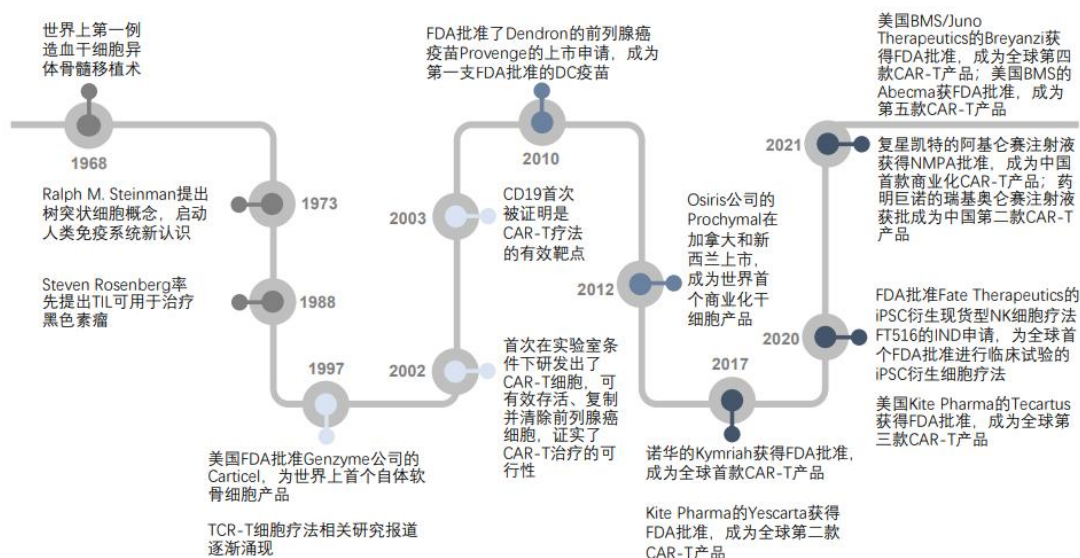 世界上第一例
造血干细胞异
体骨髓移植术
1968
Ralph M. Steinman提出
树突状细胞概念，启动
人类免疫系统新认识
1973
Steven Rosenberg率
先提出TIL可用于治疗
黑色素瘤
1988
1997
美国FDA批准Genzyme公司的
Carticel，为世界上首个自体软
骨细胞产品
TCR-T细胞疗法相关研究报道
逐渐涌现
2002
首次在实验室条
件下研发出了
CAR-T细胞，可
有效存活、复制
并清除前列腺癌
细胞，证实了
CAR-T治疗的可
行性
2003
CD19首次
被证明是
CAR-T疗法
的有效靶点
FDA批准了Dendron的前列腺癌
疫苗Provenge的上市申请，成为
第一支FDA批准的DC疫苗
2010
2012
Osiris公司的
Prochymal在
加拿大和新
西兰上市，
成为世界首
个商业化干
细胞产品
2017
诺华的Kymriah获得FDA批准，
成为全球首款CAR-T产品
Kite Pharma的Yescarta获得
FDA批准，成为全球第二款
CAR-T产品
2020
FDA批准Fate Therapeutics的
iPSC衍生现货型NK细胞疗法
FT516的IND申请，为全球首
个FDA批准进行临床试验的
iPSC衍生细胞疗法
美国Kite Pharma的Tecartus
获得FDA批准，成为全球第
三款CAR-T产品
2021
美国BMS/Juno
Therapeutics的Breyanzi获
得FDA批准，成为全球第四
款CAR-T产品；美国BMS的
Abecma获FDA批准，成为
第五款CAR-T产品
复星凯特的阿基仑赛注射液
获得NMPA批准，成为中国
首款商业化CAR-T产品；药
明巨诺的瑞基奥仑赛注射液
获批成为中国第二款CAR-T
产品